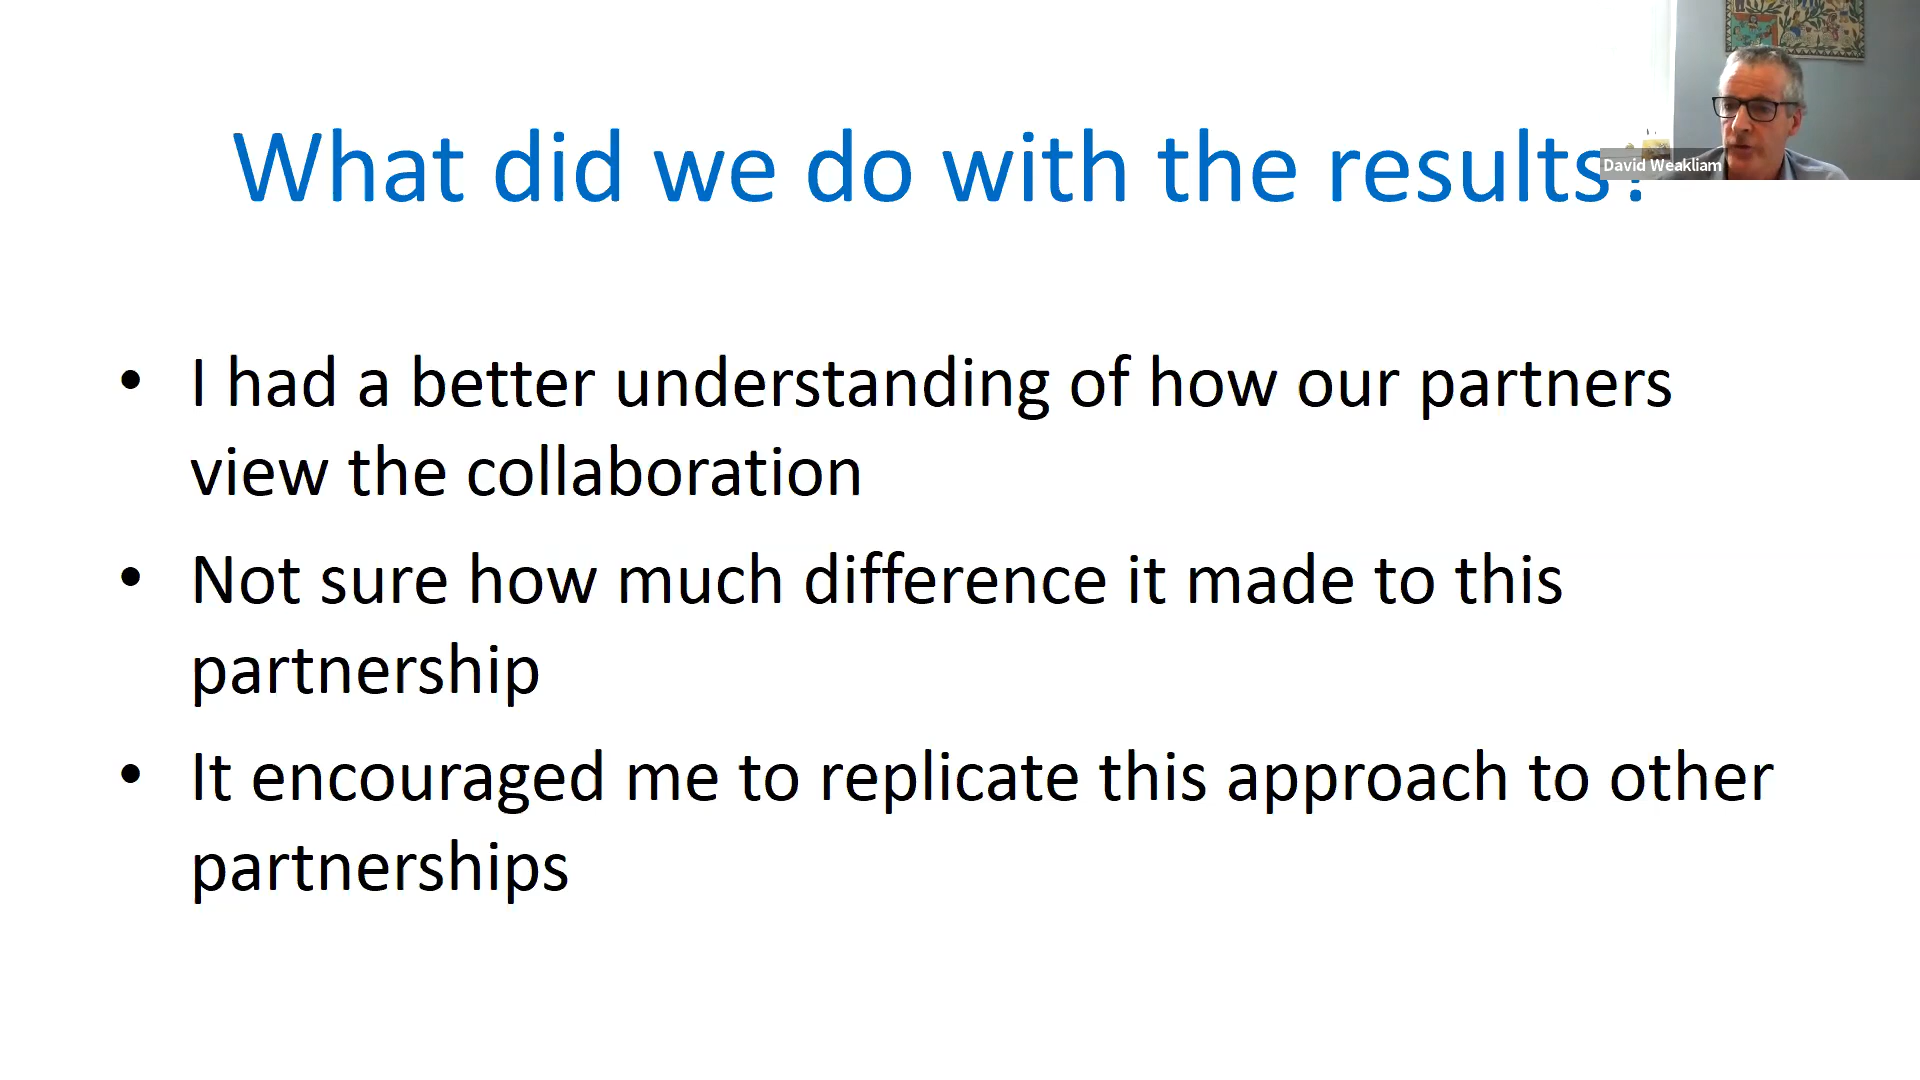 What did we do with the results?
David Weakliam
• I had a better understanding of how our partners
view the collaboration
• Not sure how much difference it made to this
partnership
• It encouraged me to replicate this approach to other
partnerships